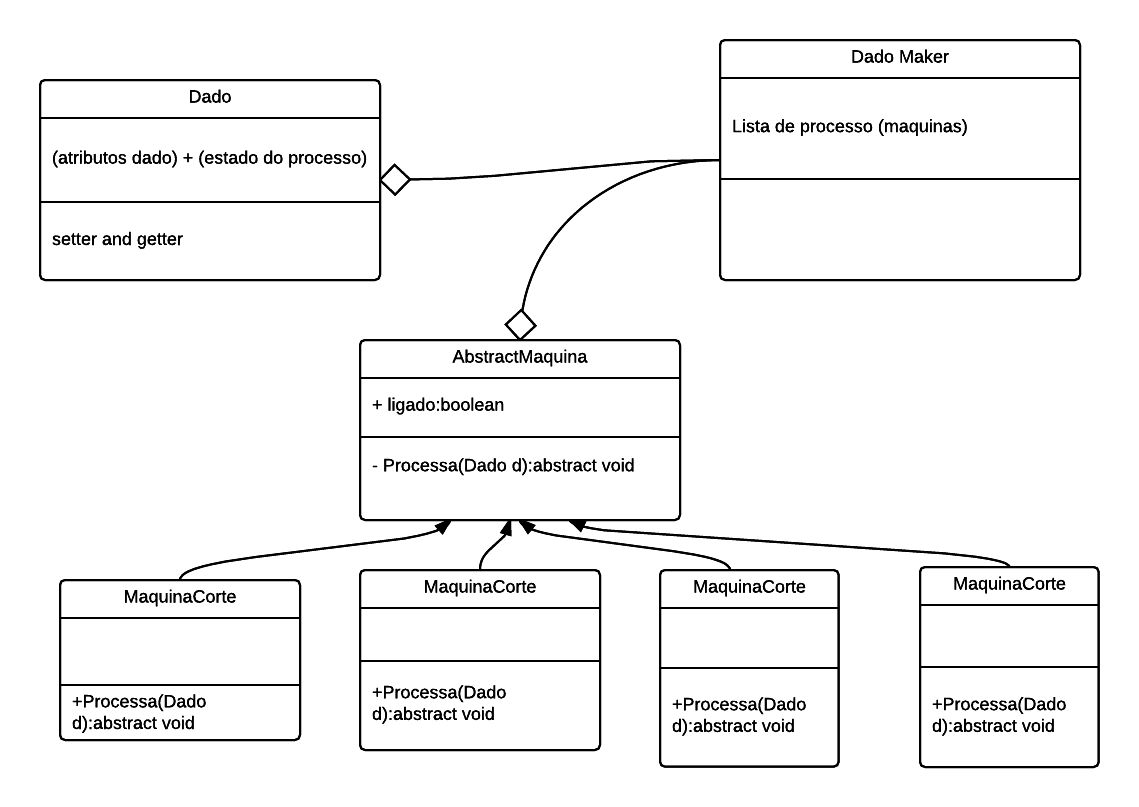 Dado Maker
Lista de processo (maquinas)
Dado
(atributos dado) + (estado do processo)
setter and getter
AbstractMaquina
+ ligado:boolean
- Processa(Dado d):abstract void
MaquinaCorte
+Processa(Dado
d):abstract void
MaquinaCorte
+Processa(Dado
d):abstract void
MaquinaCorte
+Processa(Dado
d):abstract void
MaquinaCorte
+Processa(Dado
d):abstract void